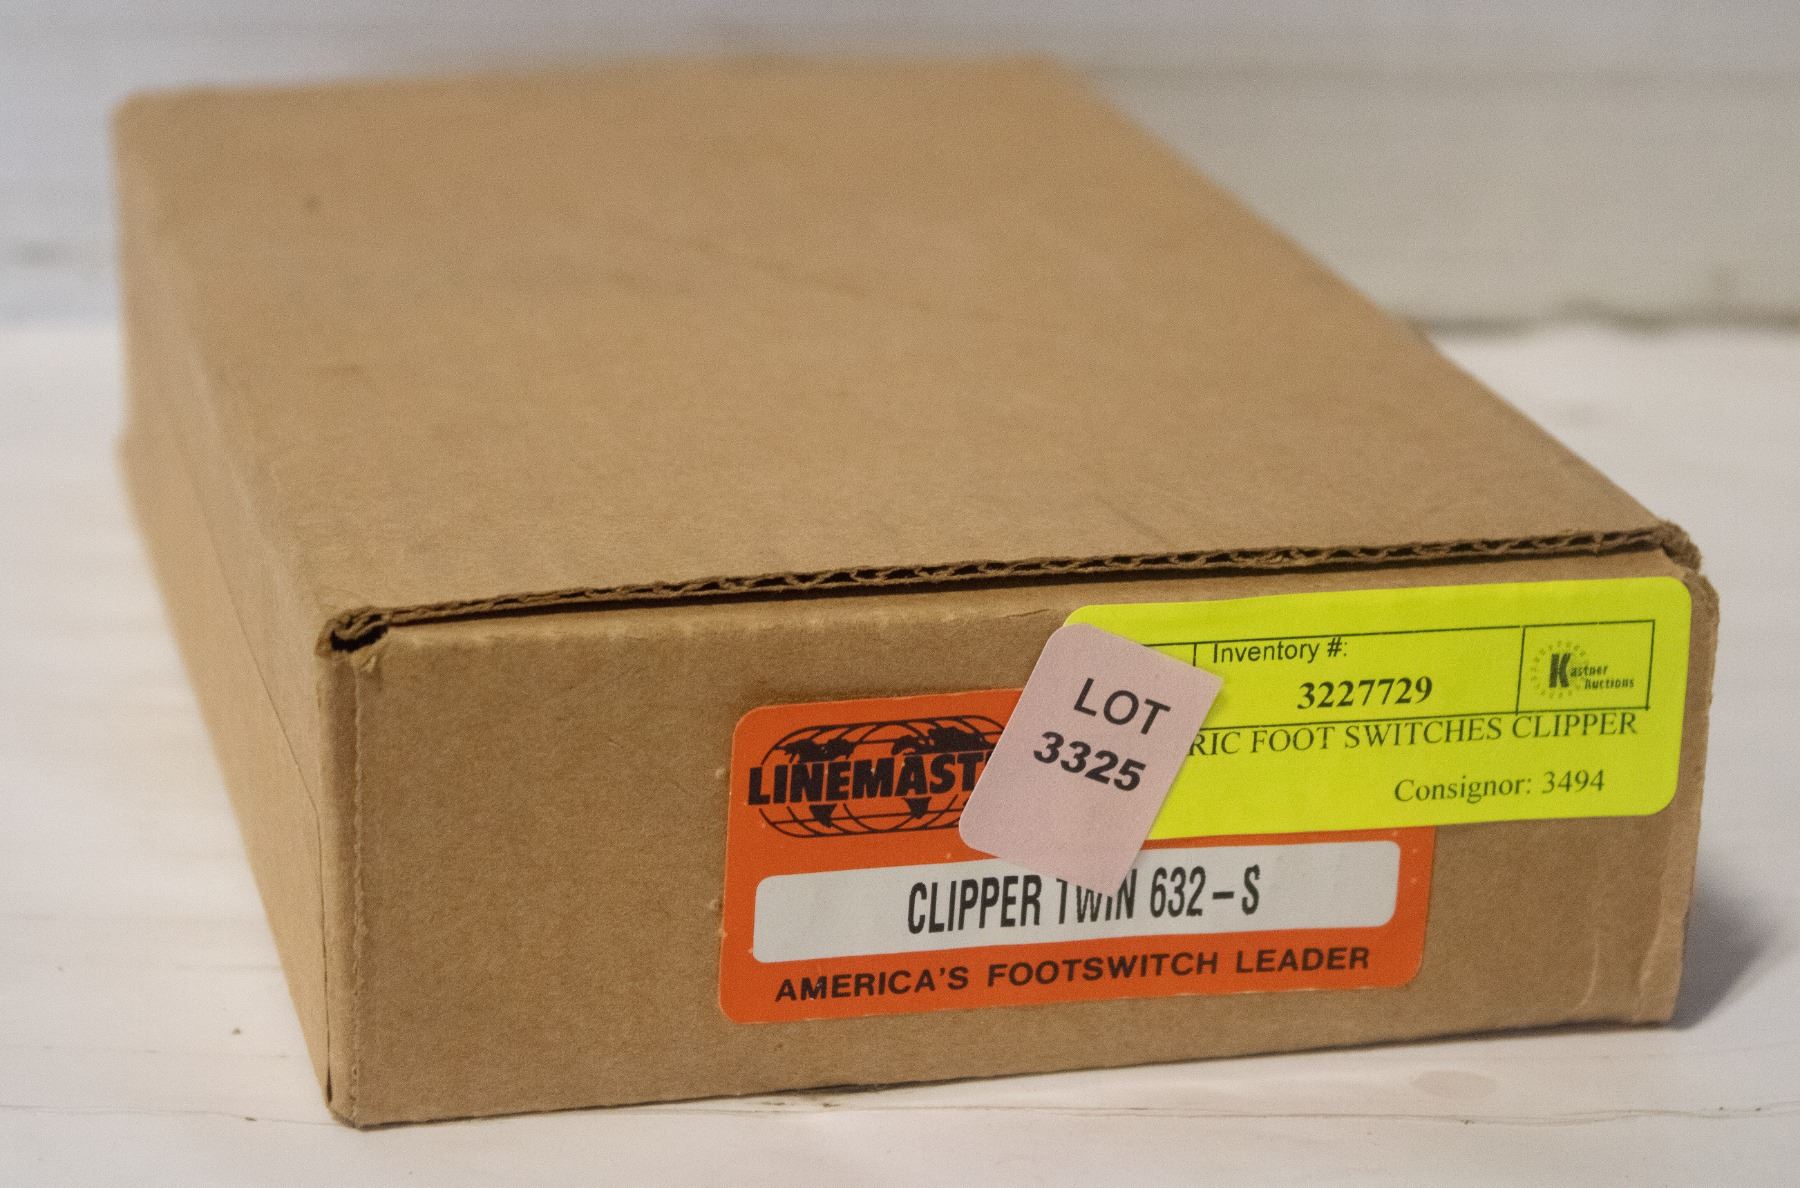 Inventory #:
3227729
Kastner
Auctions
RIC FOOT SWITCHES CLIPPER
Consignor: 3494
LOT
3325
LINEMAST
CLIPPER TWIN 632-S
AMERICA'S FOOTSWITCH LEADER